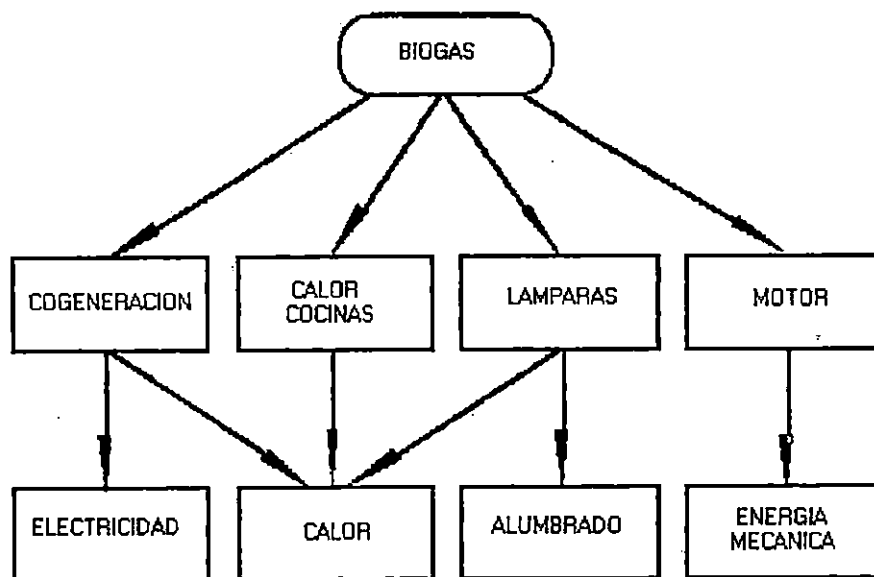 BIOGAS
COGENERACION
CALOR
COCINAS
LAMPARAS
MOTOR
ELECTRICIDAD
CALOR
ALUMBRADO
ENERGIA
MECANICA